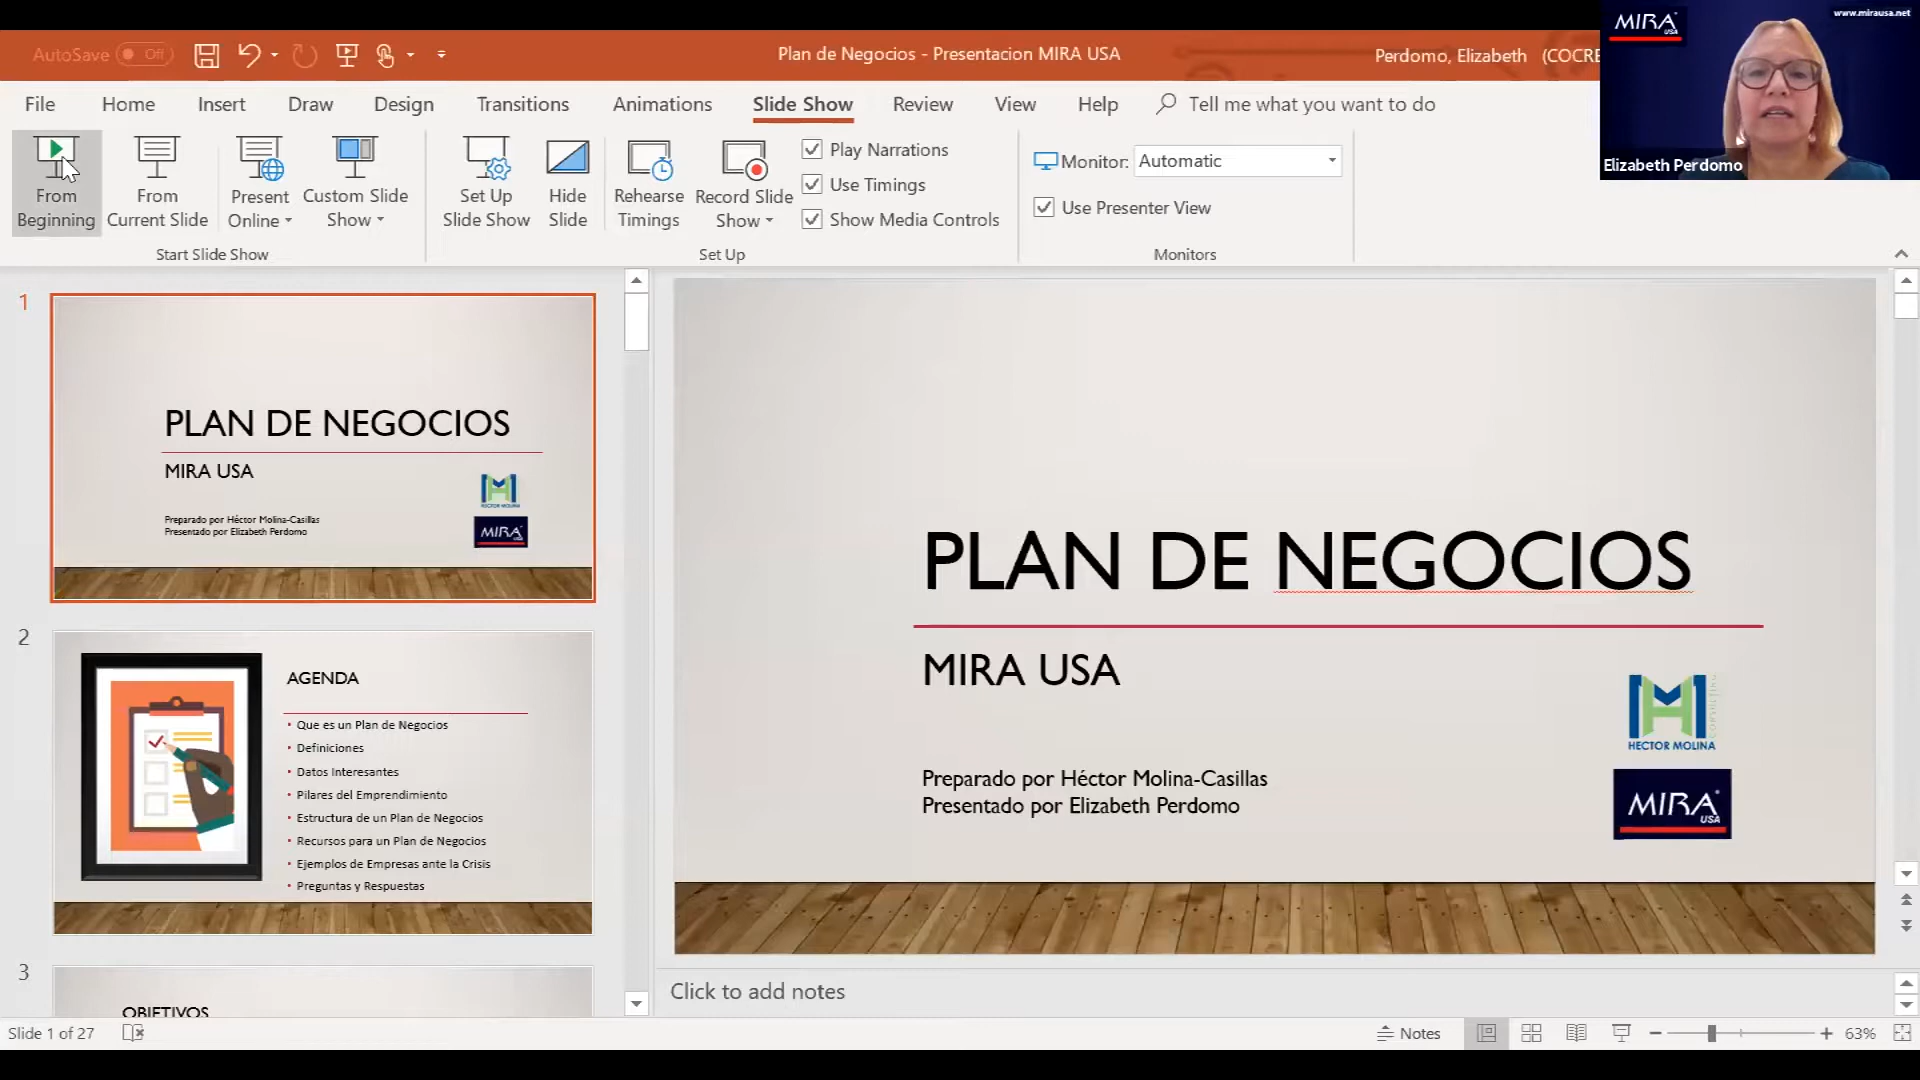 www.mirausa.net
MIRA USA
Elizabeth Perdomo
AutoSave Off
Plan de Negocios - Presentacion MIRA USA
Perdomo, Elizabeth (COCRE
File Home Insert Draw Design Transitions Animations Slide Show Review View Help Tell me what you want to do
From Beginning
From Current Slide
Present Online
Custom Slide Show
Start Slide Show
Set Up Slide Show
Hide Slide
Rehearse Timings
Record Slide Show
Play Narrations
Use Timings
Show Media Controls
Set Up
Monitor: Automatic
Use Presenter View
Monitors
1
PLAN DE NEGOCIOS
MIRA USA
Preparado por Héctor Molina-Casillas
Presentado por Elizabeth Perdomo
HECTOR MOLINA
MIRA USA
2
AGENDA
• Que es un Plan de Negocios
• Definiciones
• Datos Interesantes
• Pilares del Emprendimiento
• Estructura de un Plan de Negocios
• Recursos para un Plan de Negocios
• Ejemplos de Empresas ante la Crisis
• Preguntas y Respuestas
3
OBJETIVOS
PLAN DE NEGOCIOS
MIRA USA
Preparado por Héctor Molina-Casillas
Presentado por Elizabeth Perdomo
HECTOR MOLINA
MIRA USA
Click to add notes
Slide 1 of 27
Notes
63%